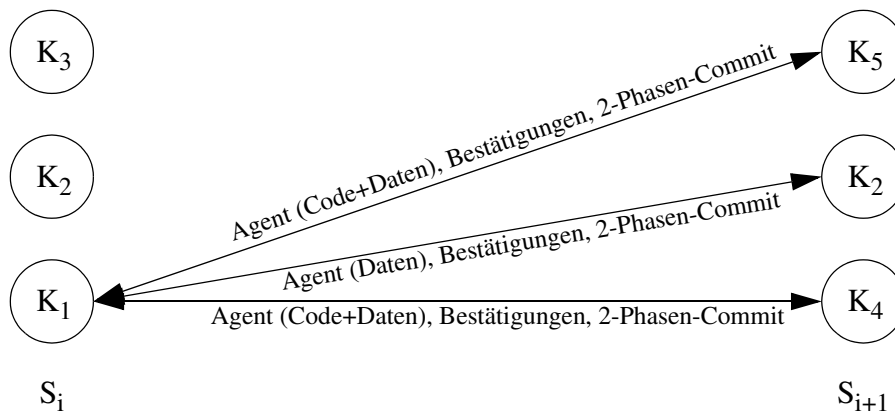 K3
K5
Agent (Code+Daten), Bestätigungen, 2-Phasen-Commit
K2
K2
Agent (Daten), Bestätigungen, 2-Phasen-Commit
K1
K4
Agent (Code+Daten), Bestätigungen, 2-Phasen-Commit
Si
Si+1